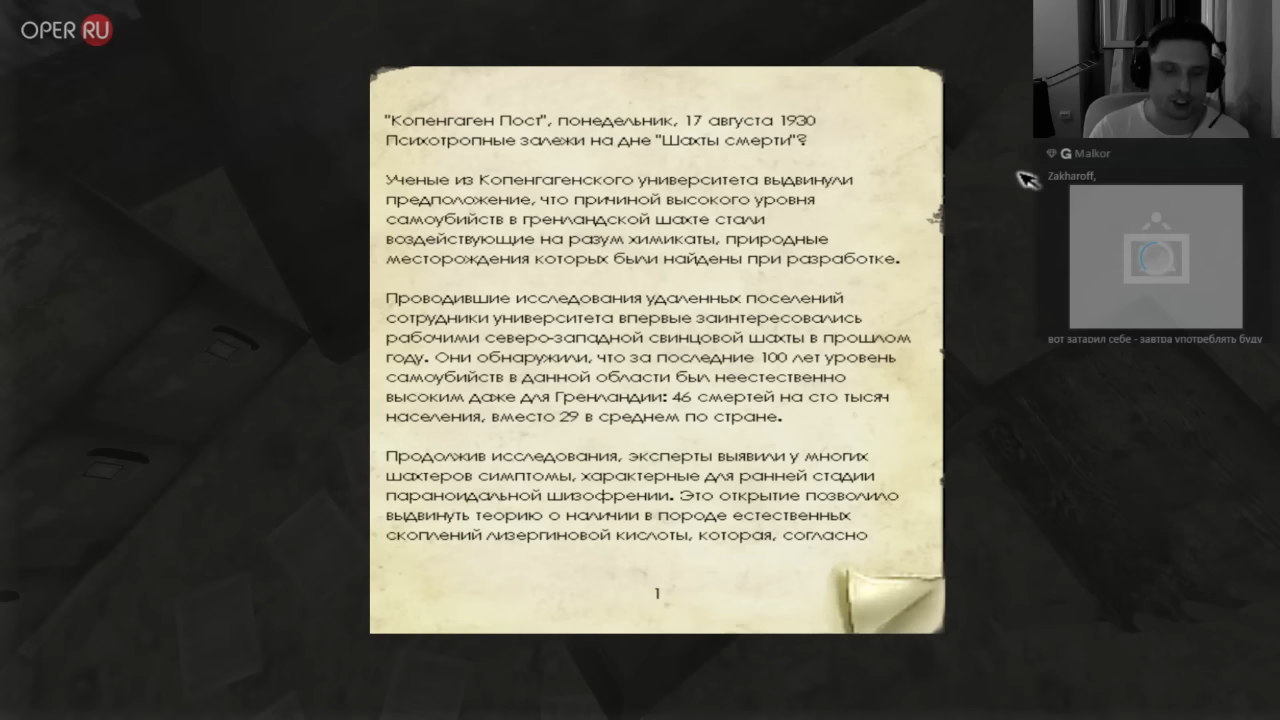 OPER RU
"Копенгаген Пост", понедельник, 17 августа 1930
Психотропные залежи на дне "Шахты смерти"?
Ученые из Копенгагенского университета выдвинули
предположение, что причиной высокого уровня
самоубийств в гренландской шахте стали
воздействующие на разум химикаты, природные
месторождения которых были найдены при разработке.
Проводившие исследования удаленных поселений
сотрудники университета впервые заинтересовались
рабочими северо-западной свинцовой шахты в прошлом
году. Они обнаружили, что за последние 100 лет уровень
самоубийств в данной области был неестественно
высоким даже для Гренландии: 46 смертей на сто тысяч
населения, вместо 29 в среднем по стране.
Продолжив исследования, эксперты выявили у многих
шахтеров симптомы, характерные для ранней стадии
параноидальной шизофрении. Это открытие позволило
выдвинуть теорию о наличии в породе естественных
скоплений лизергиновой кислоты, которая, согласно
1
G Malkor
Zakharoff,
вот затарил себе - завтра употреблять буду